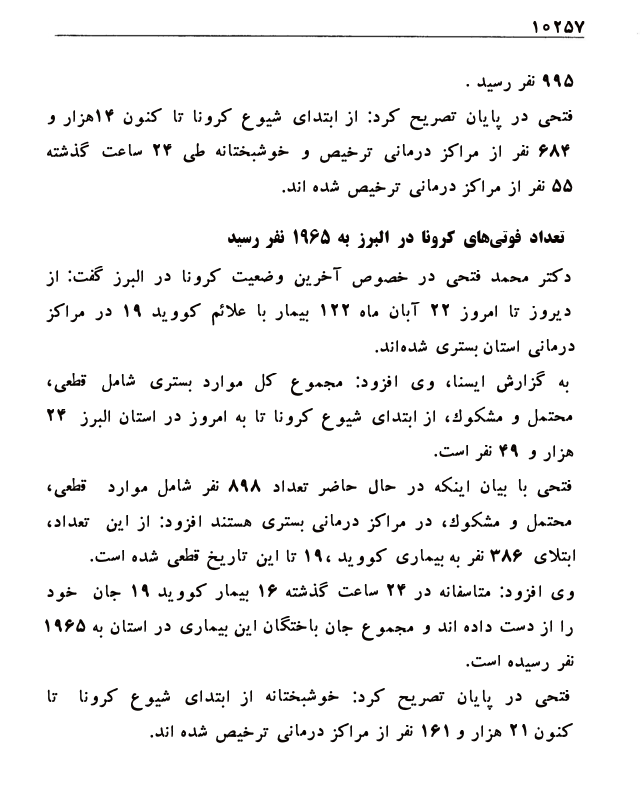 ۱۰۲۵۷
۹۹۵ نفر رسید .
فتحی در پایان تصریح کرد: از ابتدای شیوع کرونا تا کنون ۱۴هزار و
۶۸۴ نفر از مراکز درمانی ترخیص و خوشبختانه طی ۲۴ ساعت گذشته
۵۵ نفر از مراکز درمانی ترخیص شده اند.
تعداد فوتی‌های کرونا در البرز به ۱۹۶۵ نفر رسید
دکتر محمد فتحی در خصوص آخرین وضعیت کرونا در البرز گفت: از
دیروز تا امروز ۲۲ آبان ماه ۱۲۲ بیمار با علائم کووید ۱۹ در مراکز
درمانی استان بستری شده‌اند.
به گزارش ایسنا، وی افزود: مجموع کل موارد بستری شامل قطعی،
محتمل و مشکوك، از ابتدای شیوع کرونا تا به امروز در استان البرز ۲۴
هزار و ۴۹ نفر است.
فتحی با بیان اینکه در حال حاضر تعداد ۸۹۸ نفر شامل موارد قطعی،
محتمل و مشکوك، در مراکز درمانی بستری هستند افزود: از این تعداد،
ابتلای ۳۸۶ نفر به بیماری کووید ،۱۹ تا این تاریخ قطعی شده است.
وی افزود: متاسفانه در ۲۴ ساعت گذشته ۱۶ بیمار کووید ۱۹ جان خود
را از دست داده اند و مجموع جان باختگان این بیماری در استان به ۱۹۶۵
نفر رسیده است.
فتحی در پایان تصریح کرد: خوشبختانه از ابتدای شیوع کرونا تا
کنون ۲۱ هزار و ۱۶۱ نفر از مراکز درمانی ترخیص شده اند.